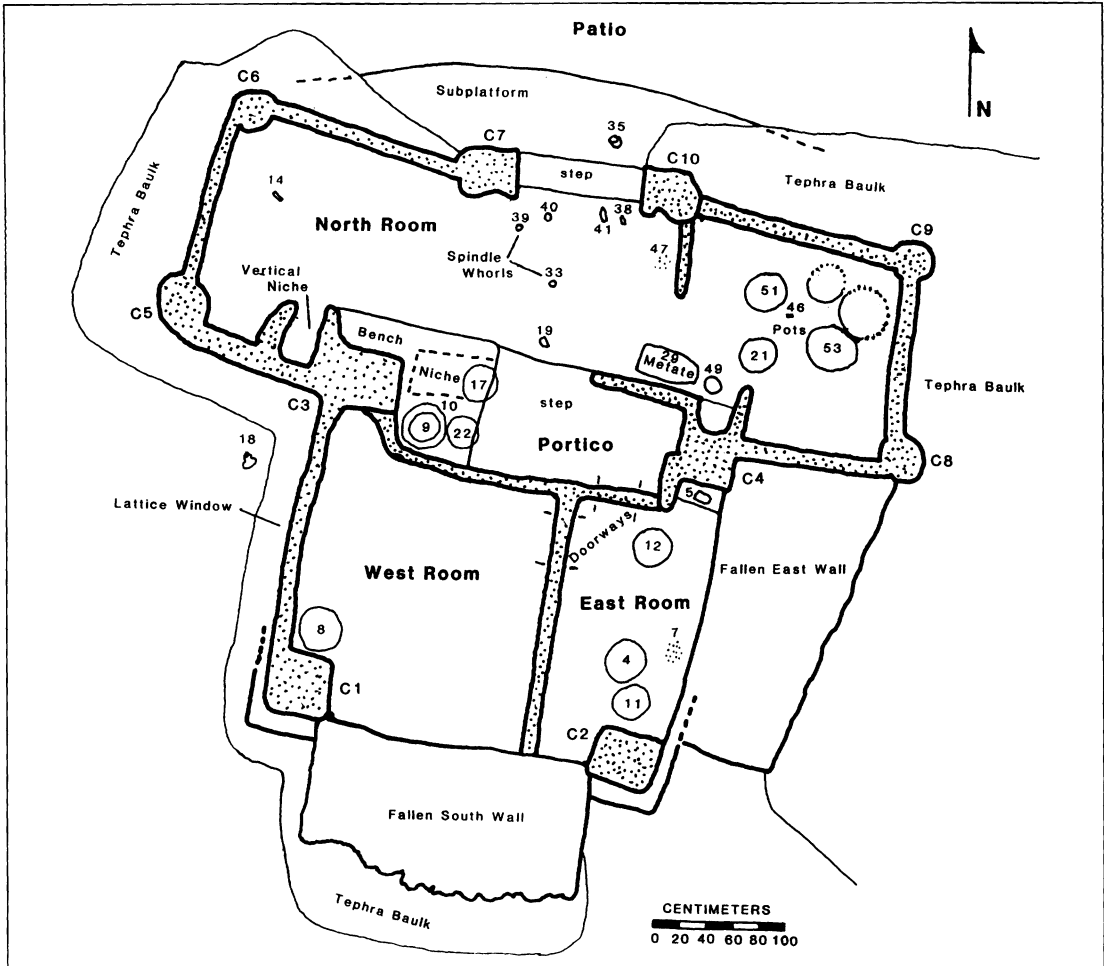 Patio
N
C6
Subplatform
C7
35
C10
step
Tephra Baulk
Tephra Baulk
14
40
39
38
41
C9
North Room
47
Spindle
Whorls
Vertical
Niche
33
51
46
Pots
C5
19
53
Bench
29
Metate
21
49
Niche
17
Tephra Baulk
C3
10
step
9
22
Portico
18
C8
C4
5
Lattice Window
Doorways
12
West Room
Fallen East Wall
East Room
7
8
4
C1
11
C2
Fallen South Wall
Tephra Baulk
CENTIMETERS
0 20 40 60 80 100